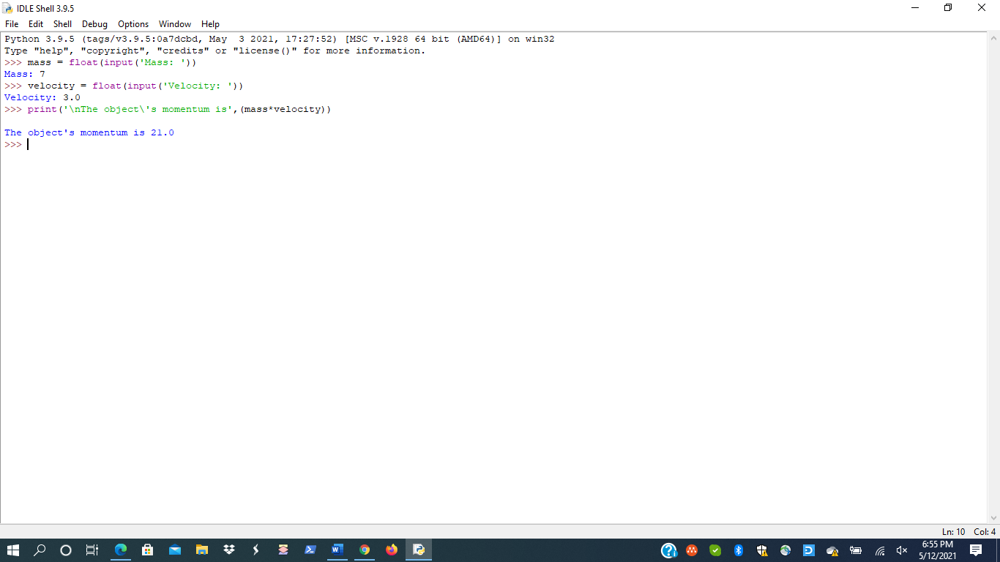 IDLE Shell 3.9.5
File Edit Shell Debug Options Window Help
Python 3.9.5 (tags/v3.9.5:0a7dcbd, May  3 2021, 17:27:52) [MSC v.1928 64 bit (AMD64)] on win32
Type "help", "copyright", "credits" or "license()" for more information.
>>> mass = float(input('Mass: '))
Mass: 7
>>> velocity = float(input('Velocity: '))
Velocity: 3.0
>>> print('\nThe object\'s momentum is',(mass*velocity))
The object's momentum is 21.0
>>>
Ln: 10 Col: 4
6:55 PM
5/12/2021